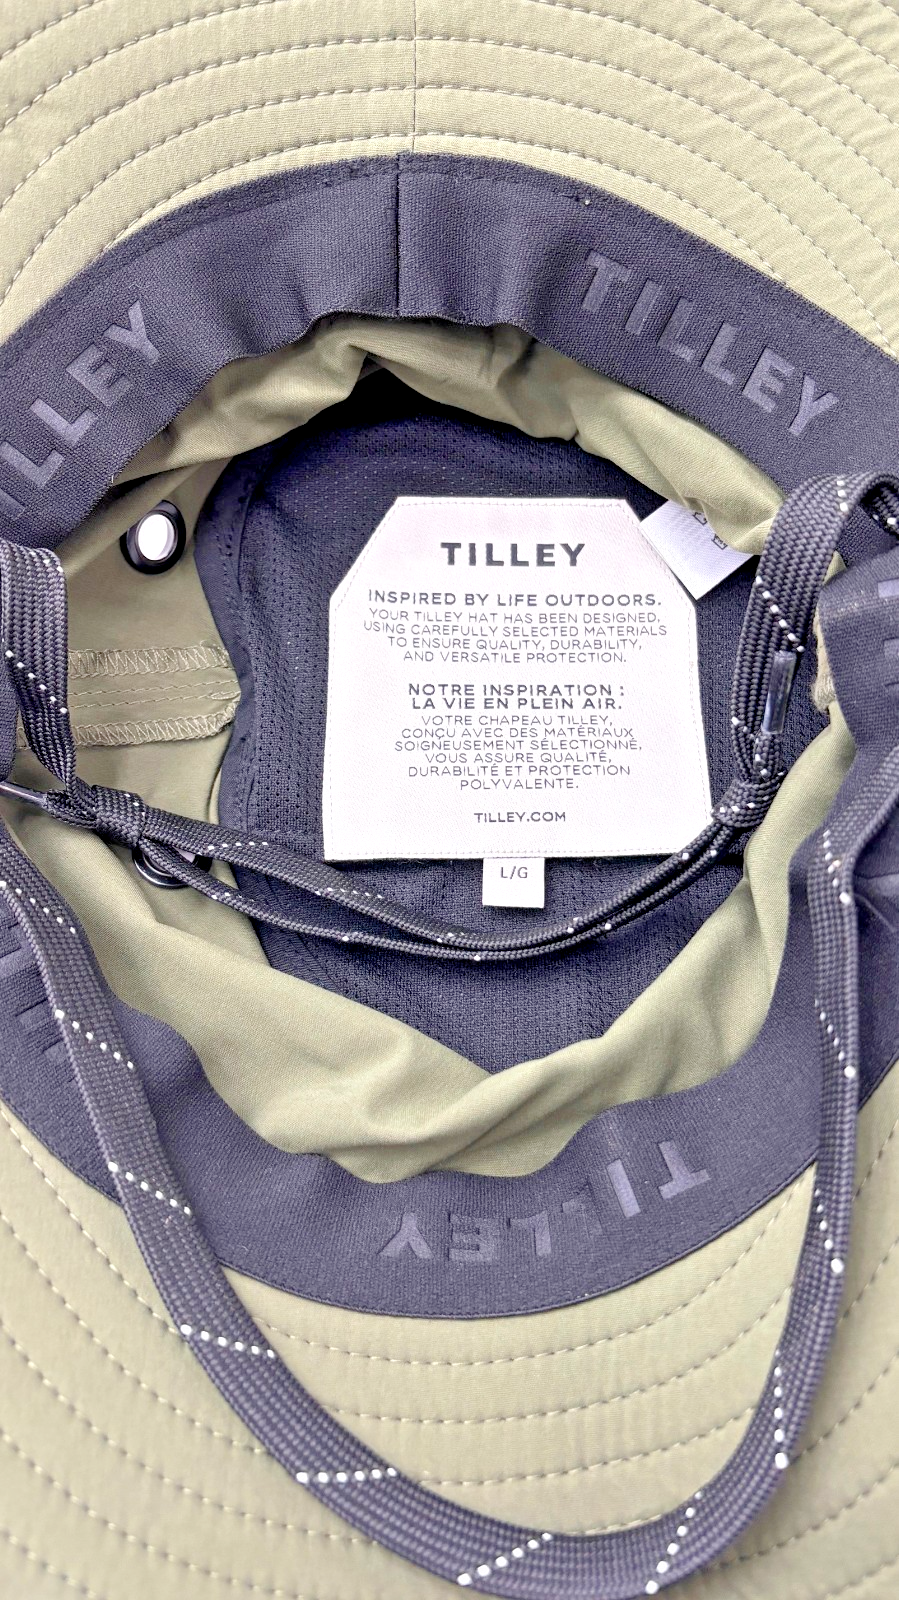 TILLEY
TILLEY
TILLEY
INSPIRED BY LIFE OUTDOORS.
YOUR TILLEY HAT HAS BEEN DESIGNED,
USING CAREFULLY SELECTED MATERIALS
TO ENSURE QUALITY, DURABILITY,
AND VERSATILE PROTECTION.
NOTRE INSPIRATION :
LA VIE EN PLEIN AIR.
VOTRE CHAPEAU TILLEY,
CONÇU AVEC DES MATÉRIAUX
SOIGNEUSEMENT SÉLECTIONNÉ,
VOUS ASSURE QUALITÉ,
DURABILITÉ ET PROTECTION
POLYVALENTE.
TILLEY.COM
L/G
TILLEY